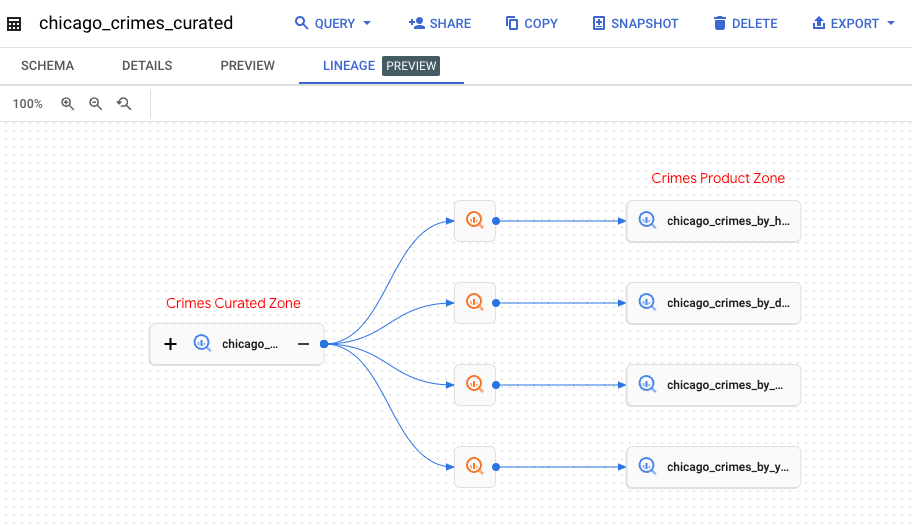 chicago_crimes_curated QUERY SHARE COPY SNAPSHOT DELETE EXPORT
SCHEMA DETAILS PREVIEW LINEAGE PREVIEW
100%
Crimes Product Zone
chicago_crimes_by_h...
chicago_crimes_by_d...
Crimes Curated Zone
chicago_...
chicago_crimes_by_...
chicago_crimes_by_y...